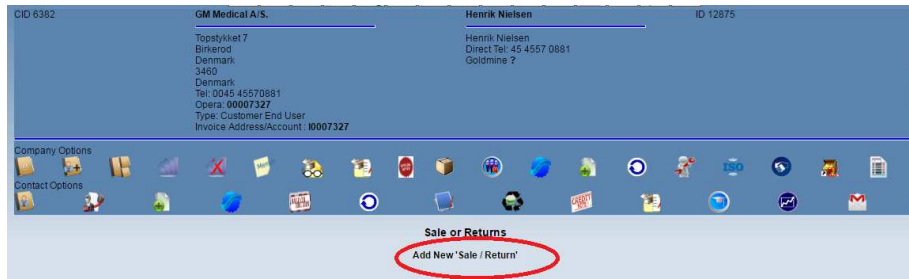 CID 6382
GM Medical A/S.
Henrik Nielsen
ID 12875
Topstykket 7
Birkerod
Denmark
3460
Denmark
Tel: 0045 45570881
Opera: 00007327
Type: Customer End User
Invoice Address/Account : I0007327
Henrik Nielsen
Direct Tel: 45 4557 0881
Goldmine ?
Company Options
ISO
Contact Options
CREDIT
Sale or Returns
Add New 'Sale / Return'